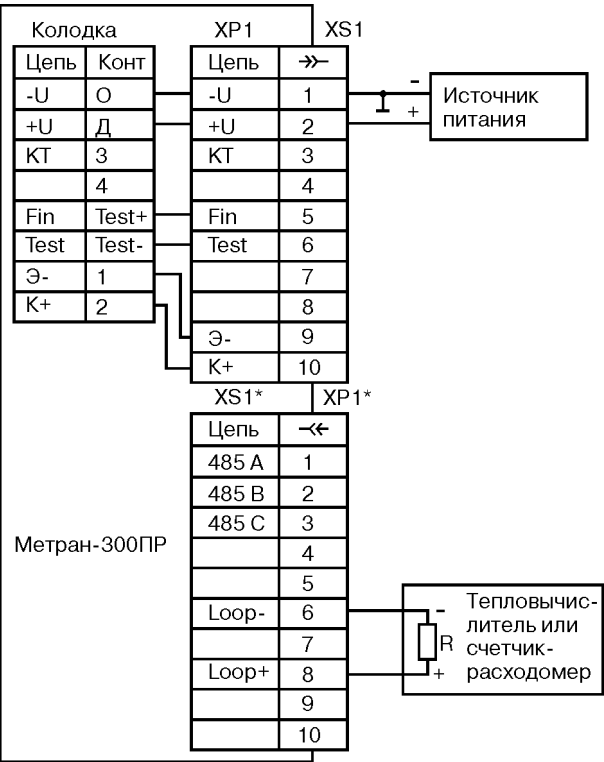 Колодка XP1 XS1
Цепь Конт Цепь
-U О -U 1 -
+U Д +U 2 +
Источник
питания
КТ 3 КТ 3
4 4
Fin Test+ Fin 5
Test Test- Test 6
Э- 1 7
К+ 2 8
Э- 9
К+ 10
XS1* XP1*
Цепь
485 А 1
485 В 2
485 С 3
Метран-300ПР
4
5
Loop- 6 -
7 R
Loop+ 8 +
Тепловычис-
литель или
счетчик-
расходомер
9
10